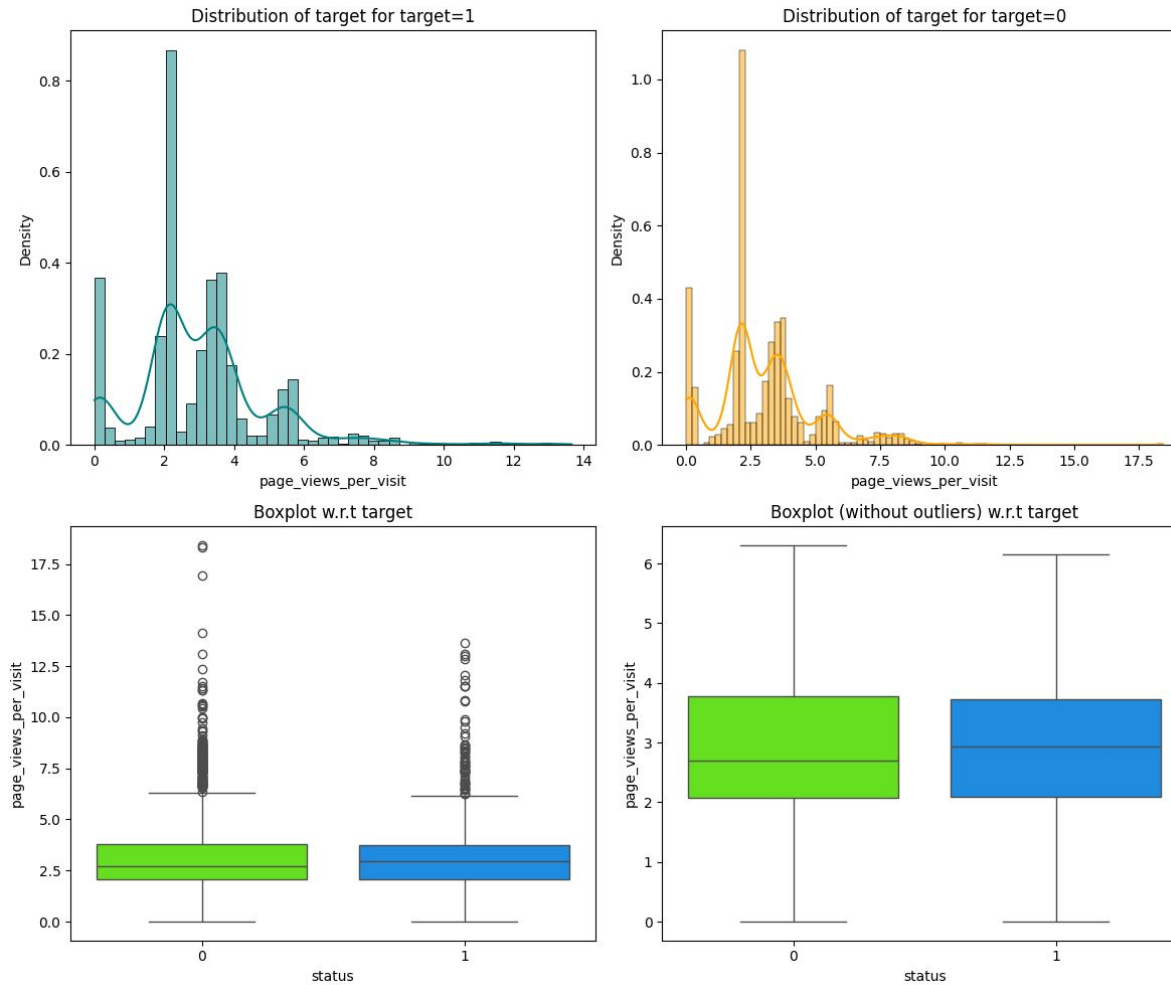 Distribution of target for target=1
Density
0.8
0.6
0.4
0.2
0.0
0 2 4 6 8 10 12 14
page_views_per_visit
Distribution of target for target=0
Density
1.0
0.8
0.6
0.4
0.2
0.0
0.0 2.5 5.0 7.5 10.0 12.5 15.0 17.5
page_views_per_visit
Boxplot w.r.t target
page_views_per_visit
17.5
15.0
12.5
10.0
7.5
5.0
2.5
0.0
0 1
status
Boxplot (without outliers) w.r.t target
page_views_per_visit
6
5
4
3
2
1
0
0 1
status